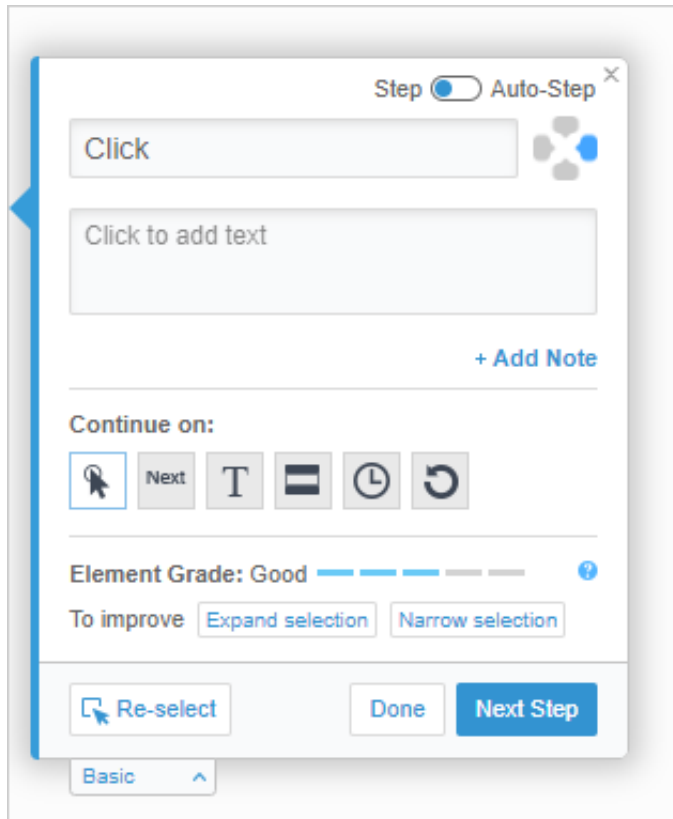 Step Auto-Step
Click
Click to add text
+ Add Note
Continue on:
Next T
Element Grade: Good ?
To improve Expand selection Narrow selection
Re-select Done Next Step
Basic